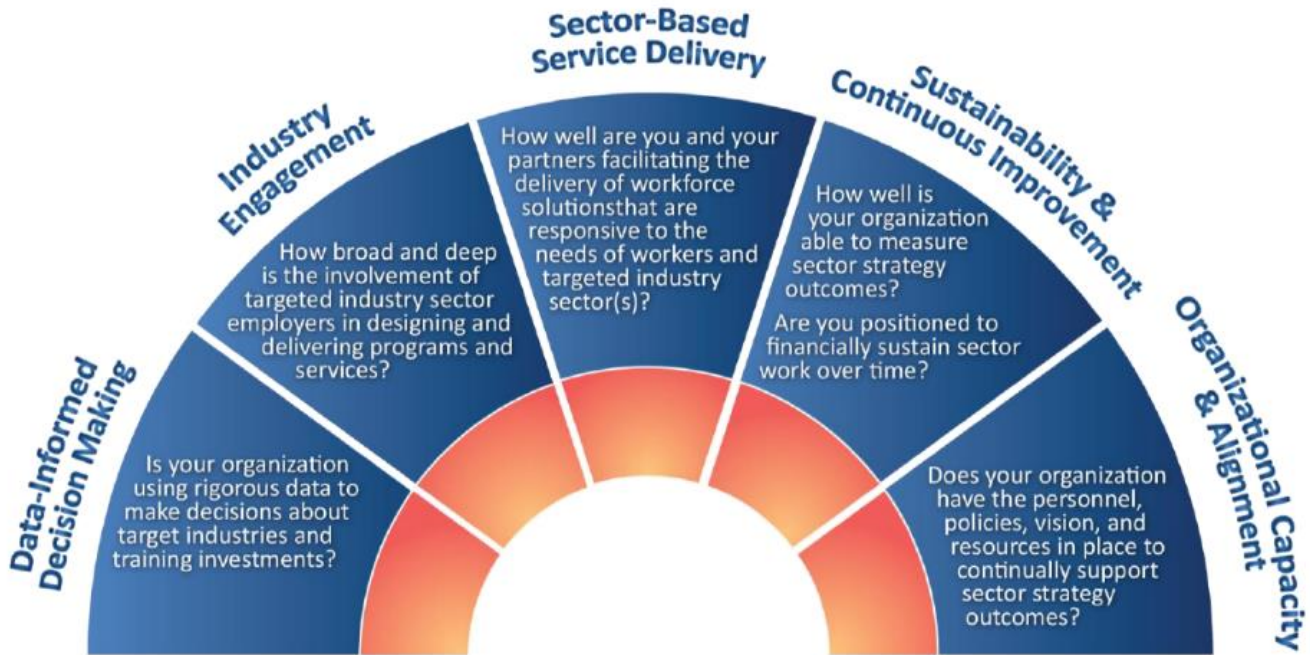 Data-Informed
Decision Making
Is your organization
using rigorous data to
make decisions about
target industries and
training investments?
Industry
Engagement
How broad and deep
is the involvement of
targeted industry sector
employers in designing and
delivering programs and
services?
Sector-Based
Service Delivery
How well are you and your
partners facilitating the
delivery of workforce
solutionsthat are
responsive to the
needs of workers and
targeted industry
sector(s)?
Sustainability &
Continuous Improvement
How well is
your organization
able to measure
sector strategy
outcomes?
Are you positioned to
financially sustain sector
work over time?
Organizational Capacity
& Alignment
Does your organization
have the personnel,
policies, vision, and
resources in place to
continually support
sector strategy
outcomes?